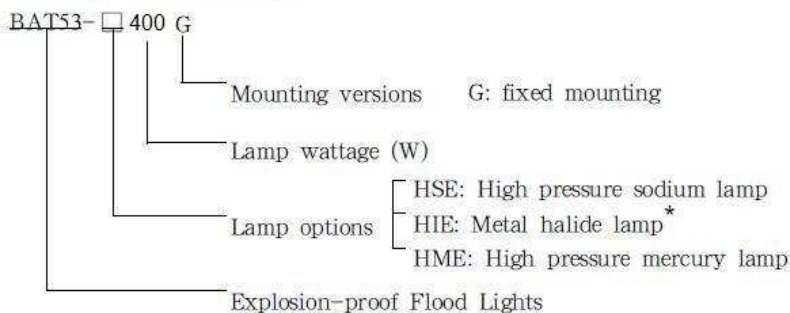 BAT53-□ 400 G
Mounting versions G: fixed mounting
Lamp wattage (W)
HSE: High pressure sodium lamp
Lamp options HIE: Metal halide lamp*
HME: High pressure mercury lamp
Explosion-proof Flood Lights